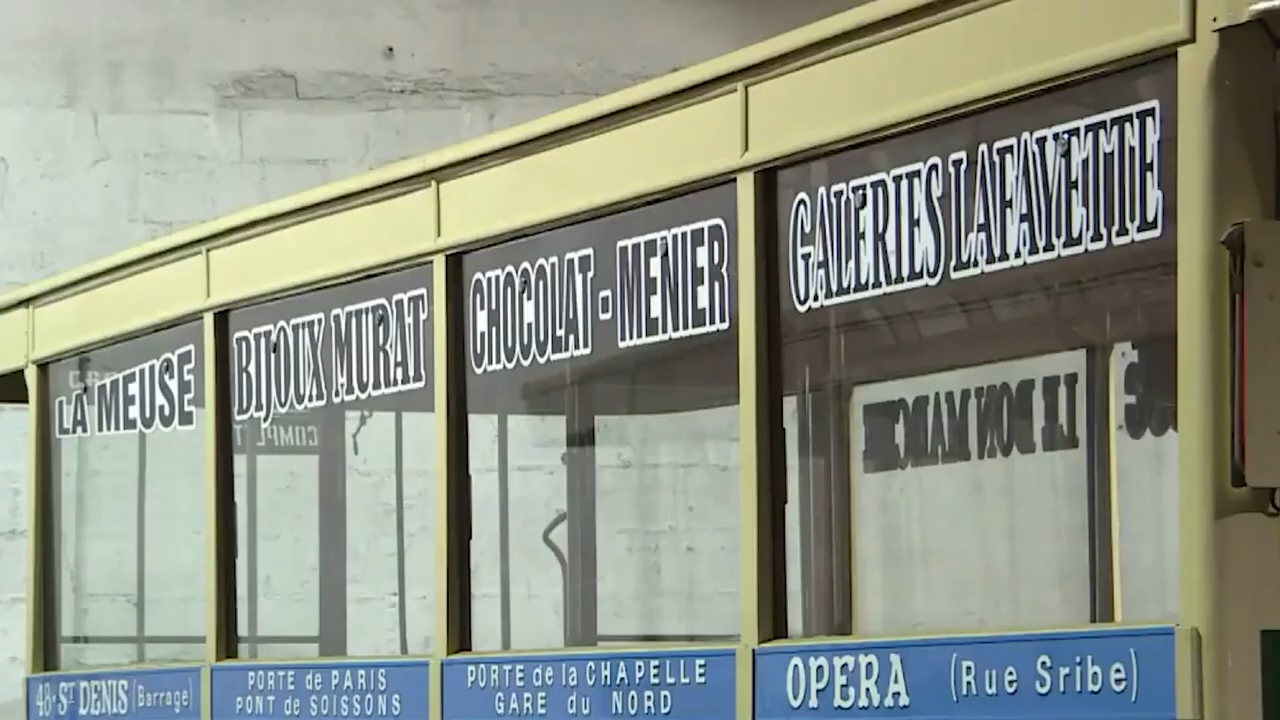 LA MEUSE
BIJOUX MURAT
CHOCOLAT - MENIER
GALERIES LAFAYETTE
COMPLET
LE BON MARCHE
48·ST DENIS (Barrage)
PORTE de PARIS
PONT de SOISSONS
PORTE de la CHAPELLE
GARE du NORD
OPERA (Rue Sribe)